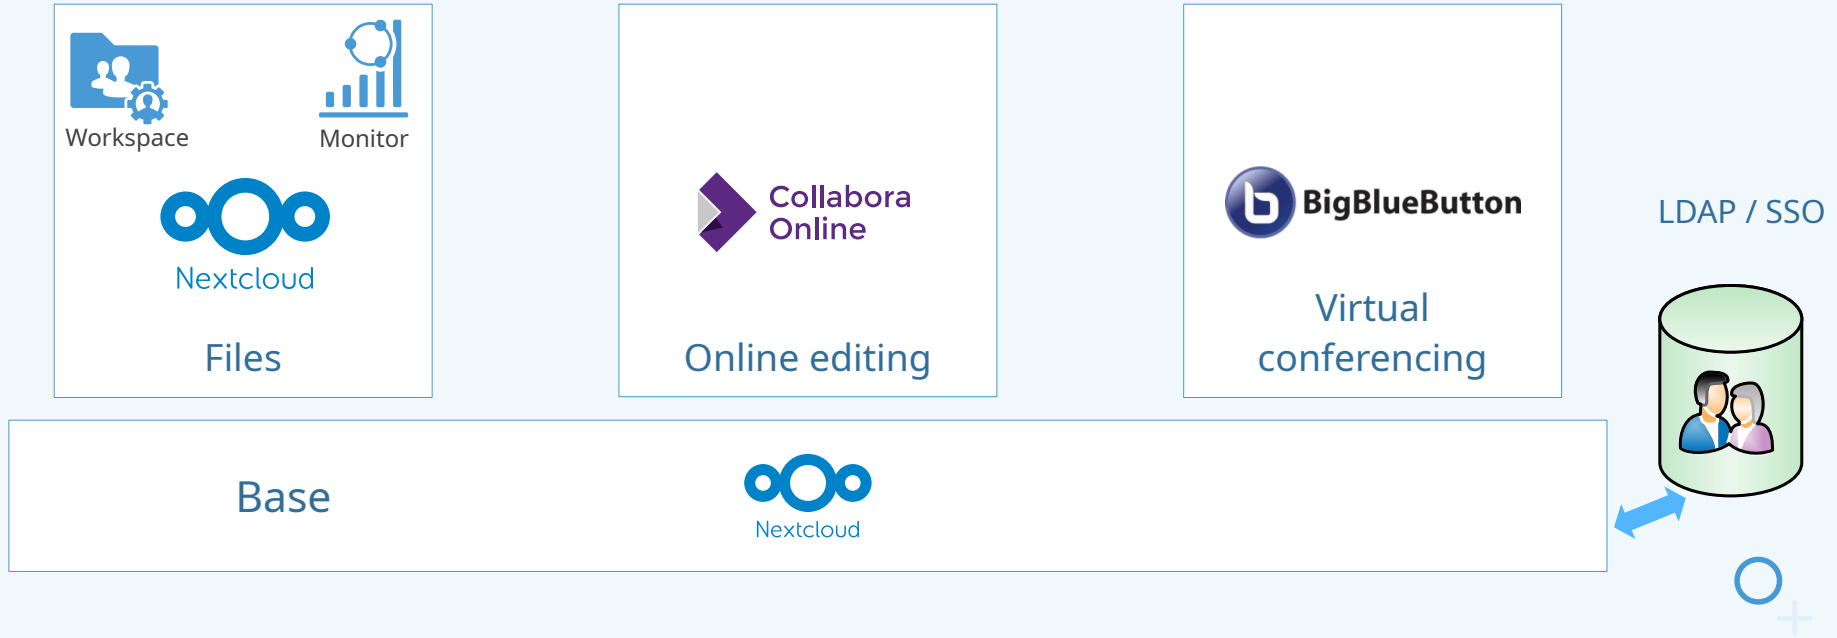 Workspace
Monitor
Nextcloud
Files
Collabora
Online
Online editing
BigBlueButton
Virtual
conferencing
LDAP / SSO
Base
Nextcloud